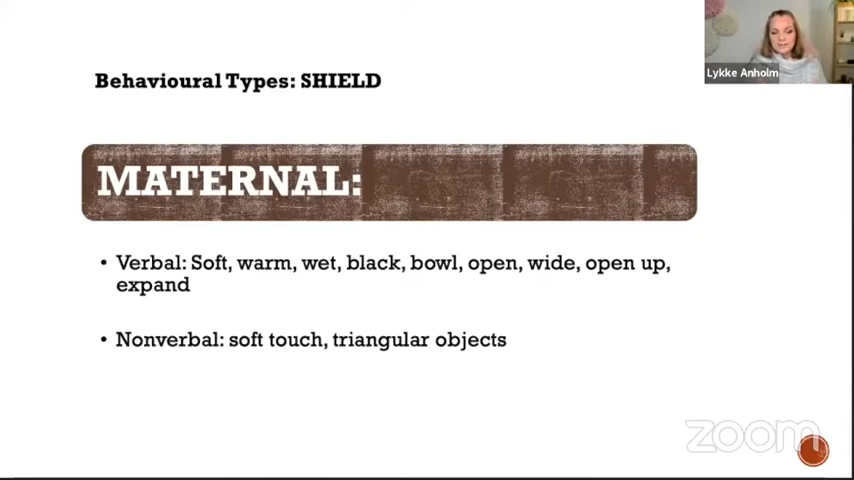 Lykke Anholm
Behavioural Types: SHIELD
MATERNAL:
• Verbal: Soft, warm, wet, black, bowl, open, wide, open up,
expand
• Nonverbal: soft touch, triangular objects
zoom